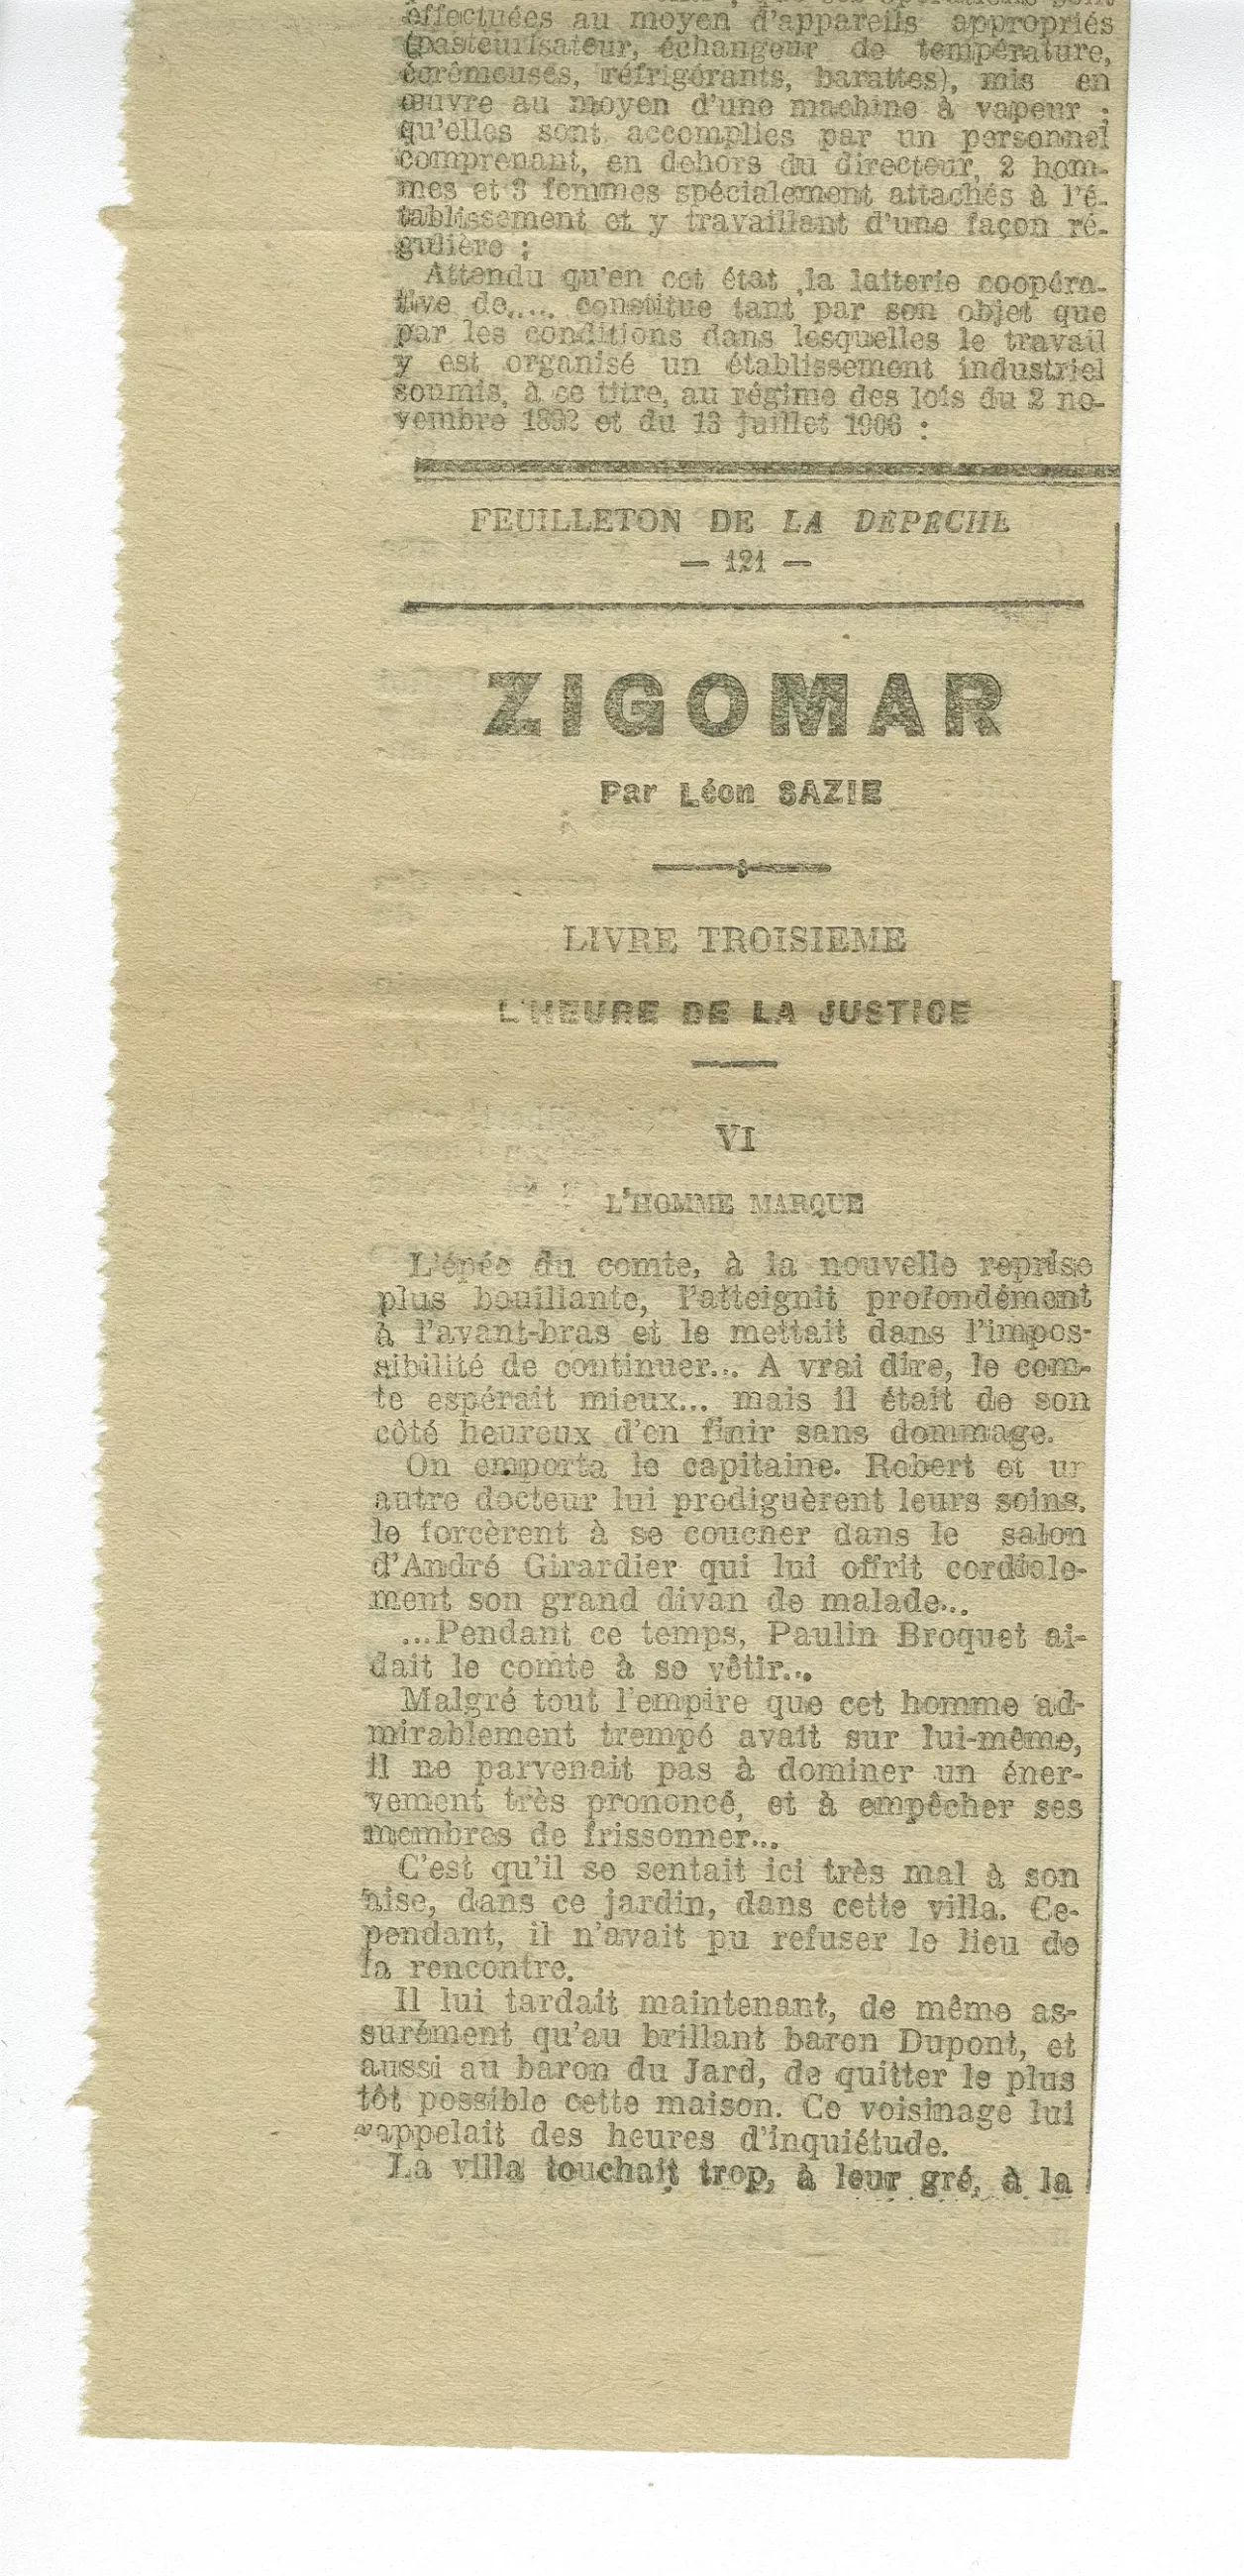 effectuées au moyen d'appareils appropriés
(pasteurisateur, échangeur de température,
écrémeuses, réfrigérants, barattes), mis en
œuvre au moyen d'une machine à vapeur ;
qu'elles sont accomplies par un personnel
comprenant, en dehors du directeur, 2 hom-
mes et 3 femmes spécialement attachés à l'é-
tablissement et y travaillant d'une façon ré-
gulière ;
Attendu qu'en cet état ,la laiterie coopéra-
tive de..... constitue tant par son objet que
par les conditions dans lesquelles le travail
y est organisé un établissement industriel
soumis, à ce titre, au régime des lois du 2 no-
vembre 1892 et du 13 juillet 1906 :
FEUILLETON DE LA DÉPÊCHE
— 121 —
ZIGOMAR
Par Léon SAZIE
LIVRE TROISIEME
L'HEURE DE LA JUSTICE
VI
L'HOMME MARQUE
L'épée du comte, à la nouvelle reprise
plus bouillante, l'atteignit profondément
à l'avant-bras et le mettait dans l'impos-
sibilité de continuer... A vrai dire, le com-
te espérait mieux... mais il était de son
côté heureux d'en finir sans dommage.
On emporta le capitaine. Robert et un
autre docteur lui prodiguèrent leurs soins,
le forcèrent à se coucher dans le salon
d'André Girardier qui lui offrit cordiale-
ment son grand divan de malade...
...Pendant ce temps, Paulin Broquet ai-
dait le comte à se vêtir...
Malgré tout l'empire que cet homme ad-
mirablement trempé avait sur lui-même,
il ne parvenait pas à dominer un éner-
vement très prononcé, et à empêcher ses
membres de frissonner...
C'est qu'il se sentait ici très mal à son
aise, dans ce jardin, dans cette villa. Ce-
pendant, il n'avait pu refuser le lieu de
la rencontre.
Il lui tardait maintenant, de même as-
surément qu'au brillant baron Dupont, et
aussi au baron du Jard, de quitter le plus
tôt possible cette maison. Ce voisinage lui
rappelait des heures d'inquiétude.
La villa touchait trop, à leur gré, à la